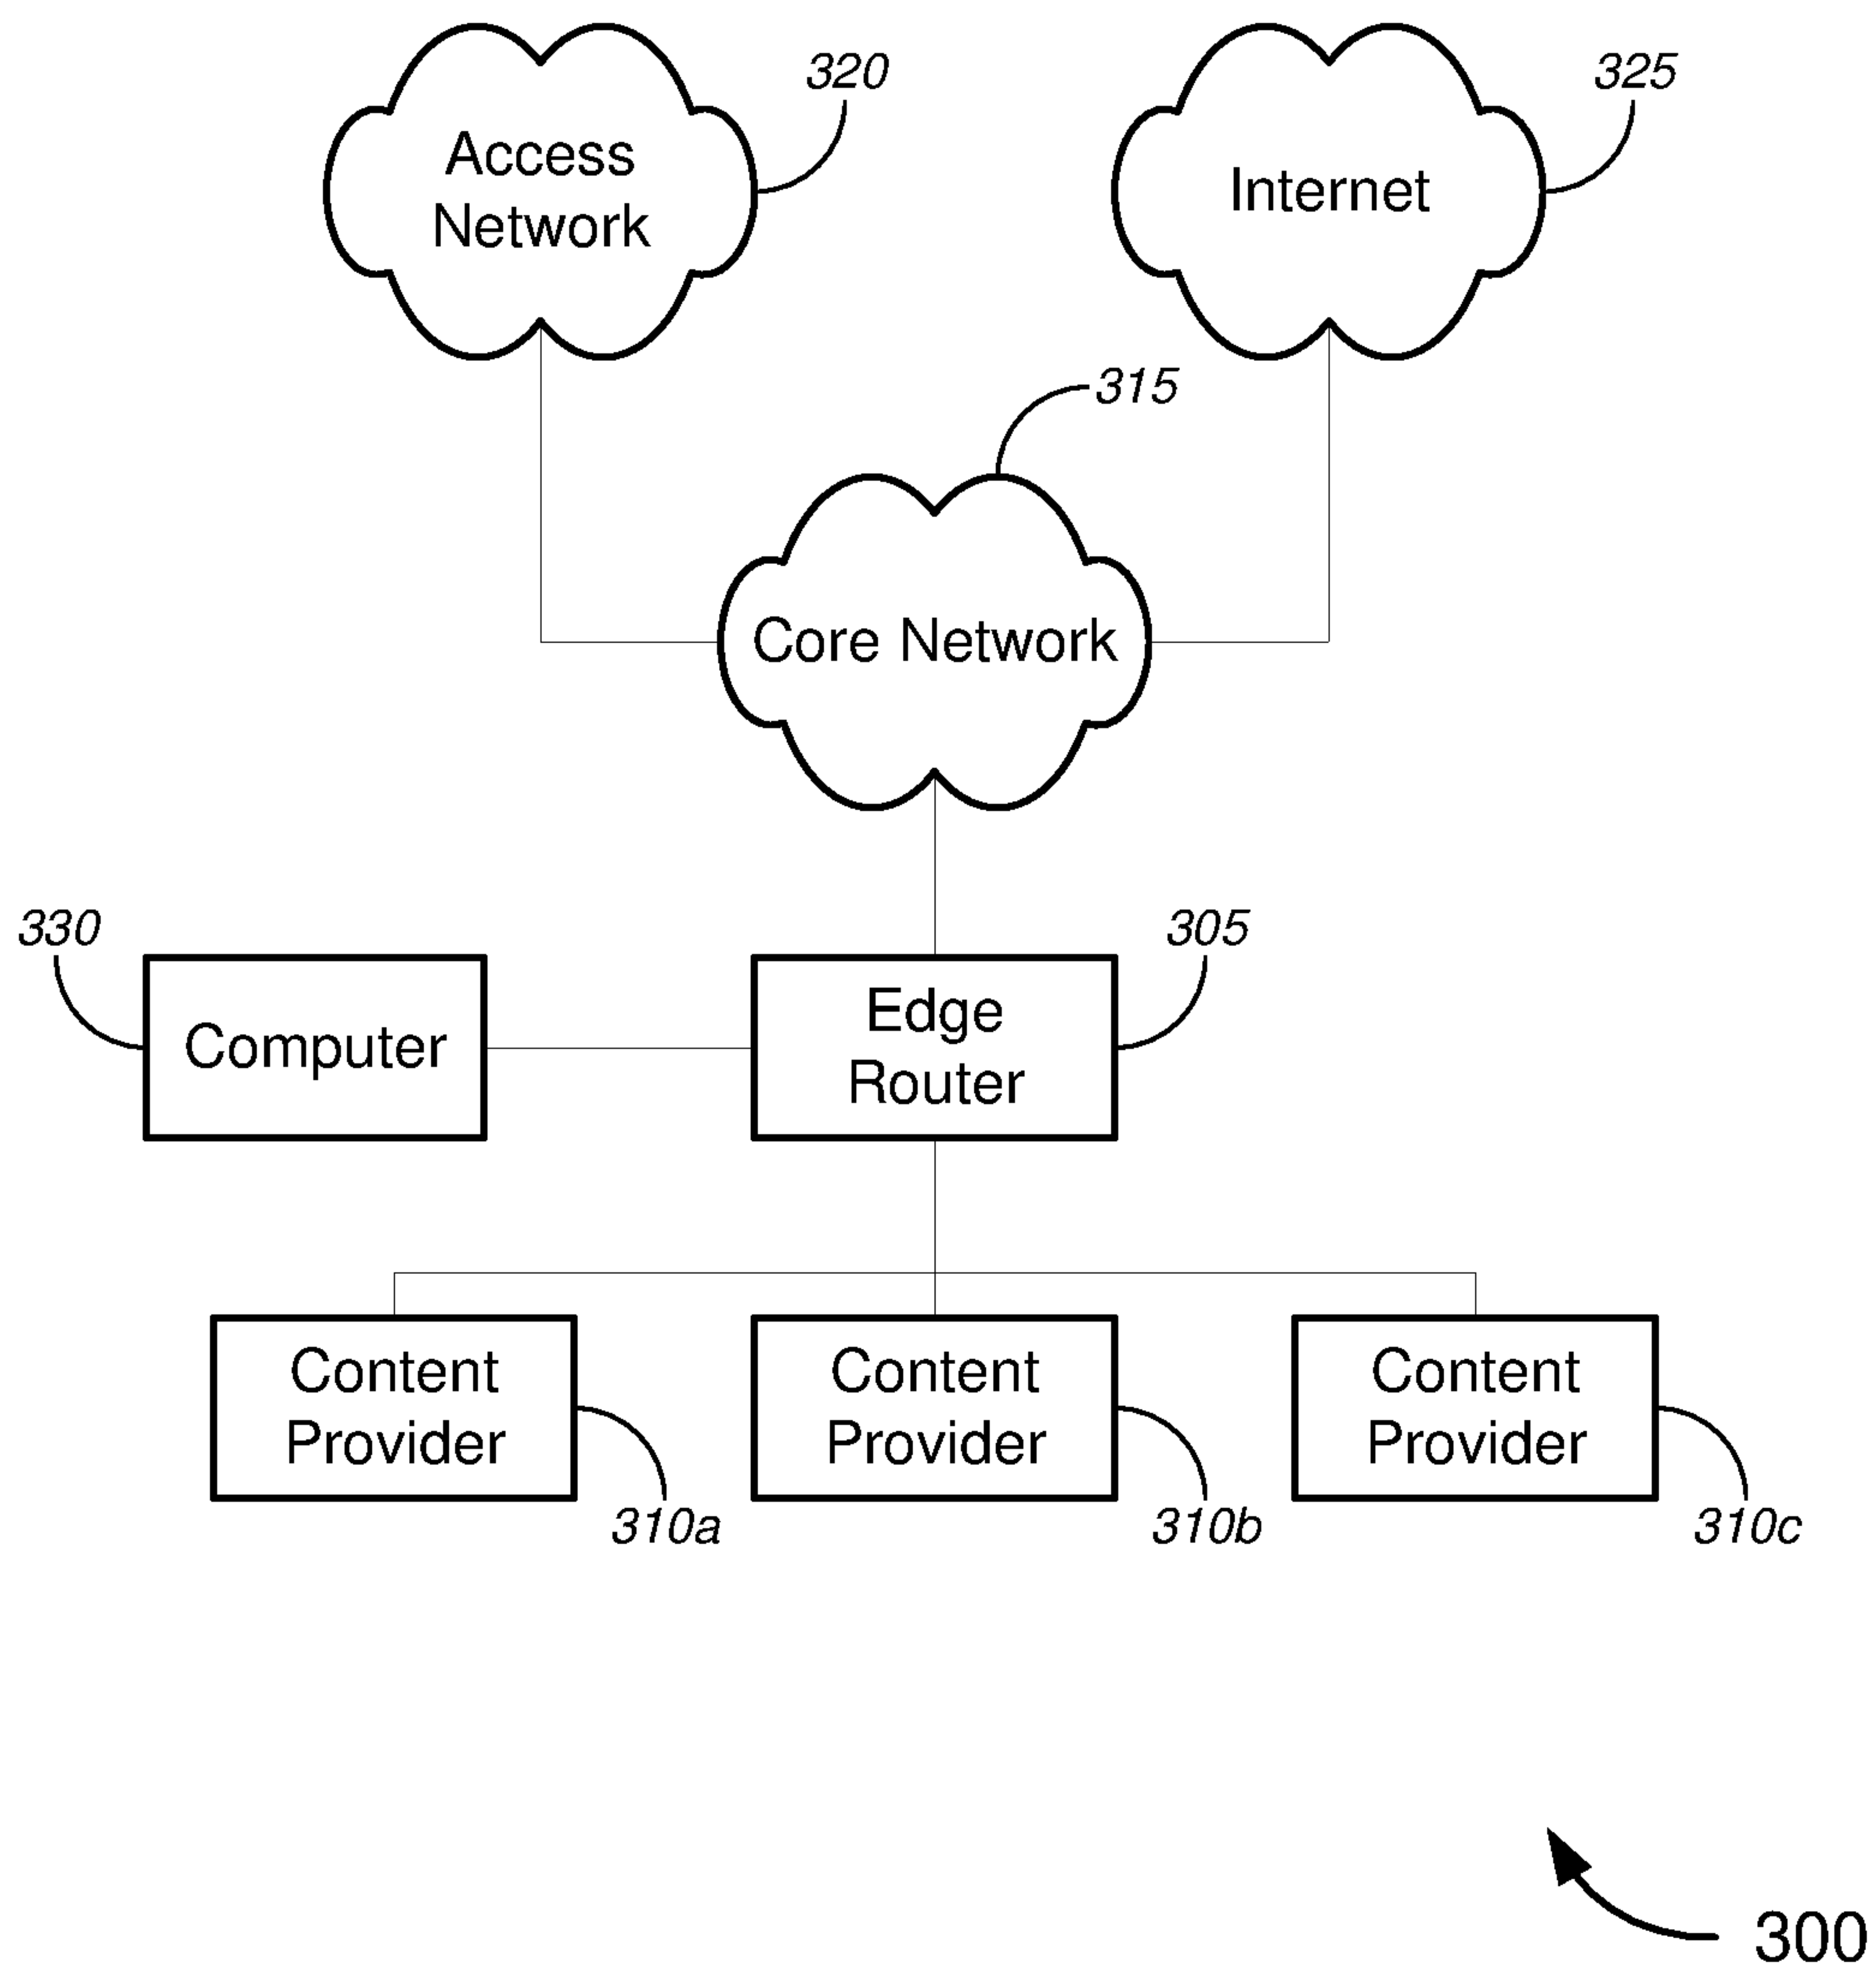 320
325
Access
Network
Internet
315
Core Network
330
305
Computer
Edge
Router
Content
Provider
Content
Provider
Content
Provider
310a
310b
310c
300